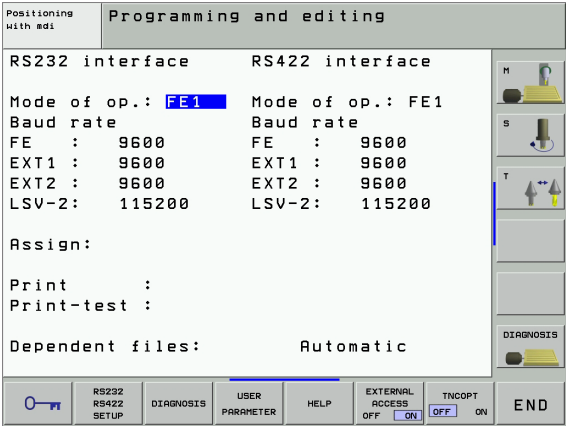 Positioning
with mdi
Programming and editing
RS232 interface RS422 interface
Mode of op.: FE1 Mode of op.: FE1
Baud rate Baud rate
FE : 9600 FE : 9600
EXT1 : 9600 EXT1 : 9600
EXT2 : 9600 EXT2 : 9600
LSV-2: 115200 LSV-2: 115200
Assign:
Print :
Print-test :
Dependent files: Automatic
M
S
T
DIAGNOSIS
RS232
RS422
SETUP
DIAGNOSIS
USER
PARAMETER
HELP
EXTERNAL
ACCESS
OFF ON
TNCOPT
OFF ON
END